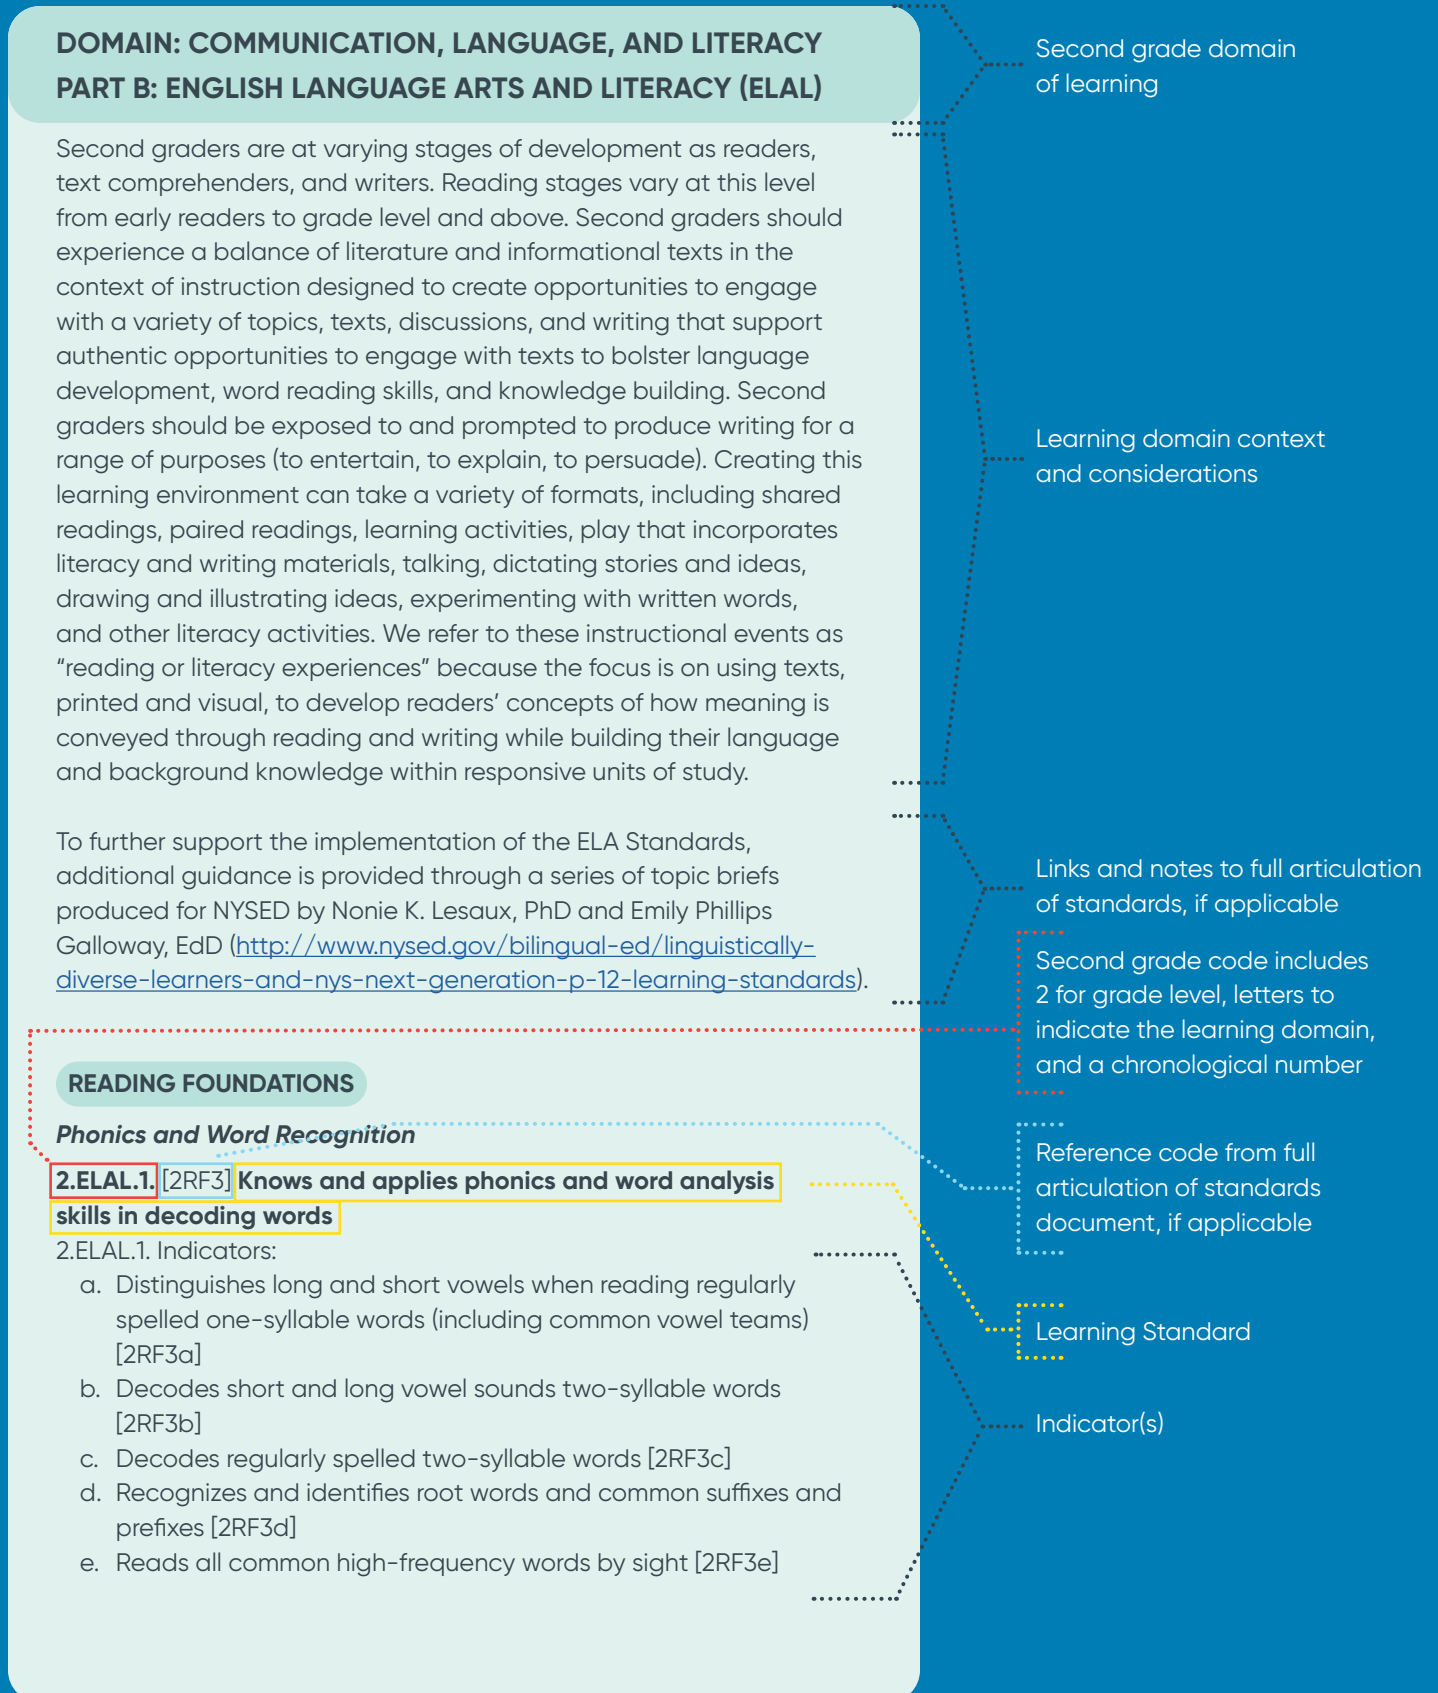 DOMAIN: COMMUNICATION, LANGUAGE, AND LITERACY
PART B: ENGLISH LANGUAGE ARTS AND LITERACY (ELAL)
Second graders are at varying stages of development as readers,
text comprehenders, and writers. Reading stages vary at this level
from early readers to grade level and above. Second graders should
experience a balance of literature and informational texts in the
context of instruction designed to create opportunities to engage
with a variety of topics, texts, discussions, and writing that support
authentic opportunities to engage with texts to bolster language
development, word reading skills, and knowledge building. Second
graders should be exposed to and prompted to produce writing for a
range of purposes (to entertain, to explain, to persuade). Creating this
learning environment can take a variety of formats, including shared
readings, paired readings, learning activities, play that incorporates
literacy and writing materials, talking, dictating stories and ideas,
drawing and illustrating ideas, experimenting with written words,
and other literacy activities. We refer to these instructional events as
“reading or literacy experiences” because the focus is on using texts,
printed and visual, to develop readers’ concepts of how meaning is
conveyed through reading and writing while building their language
and background knowledge within responsive units of study.
To further support the implementation of the ELA Standards,
additional guidance is provided through a series of topic briefs
produced for NYSED by Nonie K. Lesaux, PhD and Emily Phillips
Galloway, EdD (http://www.nysed.gov/bilingual-ed/linguistically-
diverse-learners-and-nys-next-generation-p-12-learning-standards).
READING FOUNDATIONS
Phonics and Word Recognition
2.ELAL.1. [2RF3] Knows and applies phonics and word analysis
skills in decoding words
2.ELAL.1. Indicators:
a. Distinguishes long and short vowels when reading regularly
spelled one-syllable words (including common vowel teams)
[2RF3a]
b. Decodes short and long vowel sounds two-syllable words
[2RF3b]
c. Decodes regularly spelled two-syllable words [2RF3c]
d. Recognizes and identifies root words and common suffixes and
prefixes [2RF3d]
e. Reads all common high-frequency words by sight [2RF3e]
Second grade domain
of learning
Learning domain context
and considerations
Links and notes to full articulation
of standards, if applicable
Second grade code includes
2 for grade level, letters to
indicate the learning domain,
and a chronological number
Reference code from full
articulation of standards
document, if applicable
Learning Standard
Indicator(s)